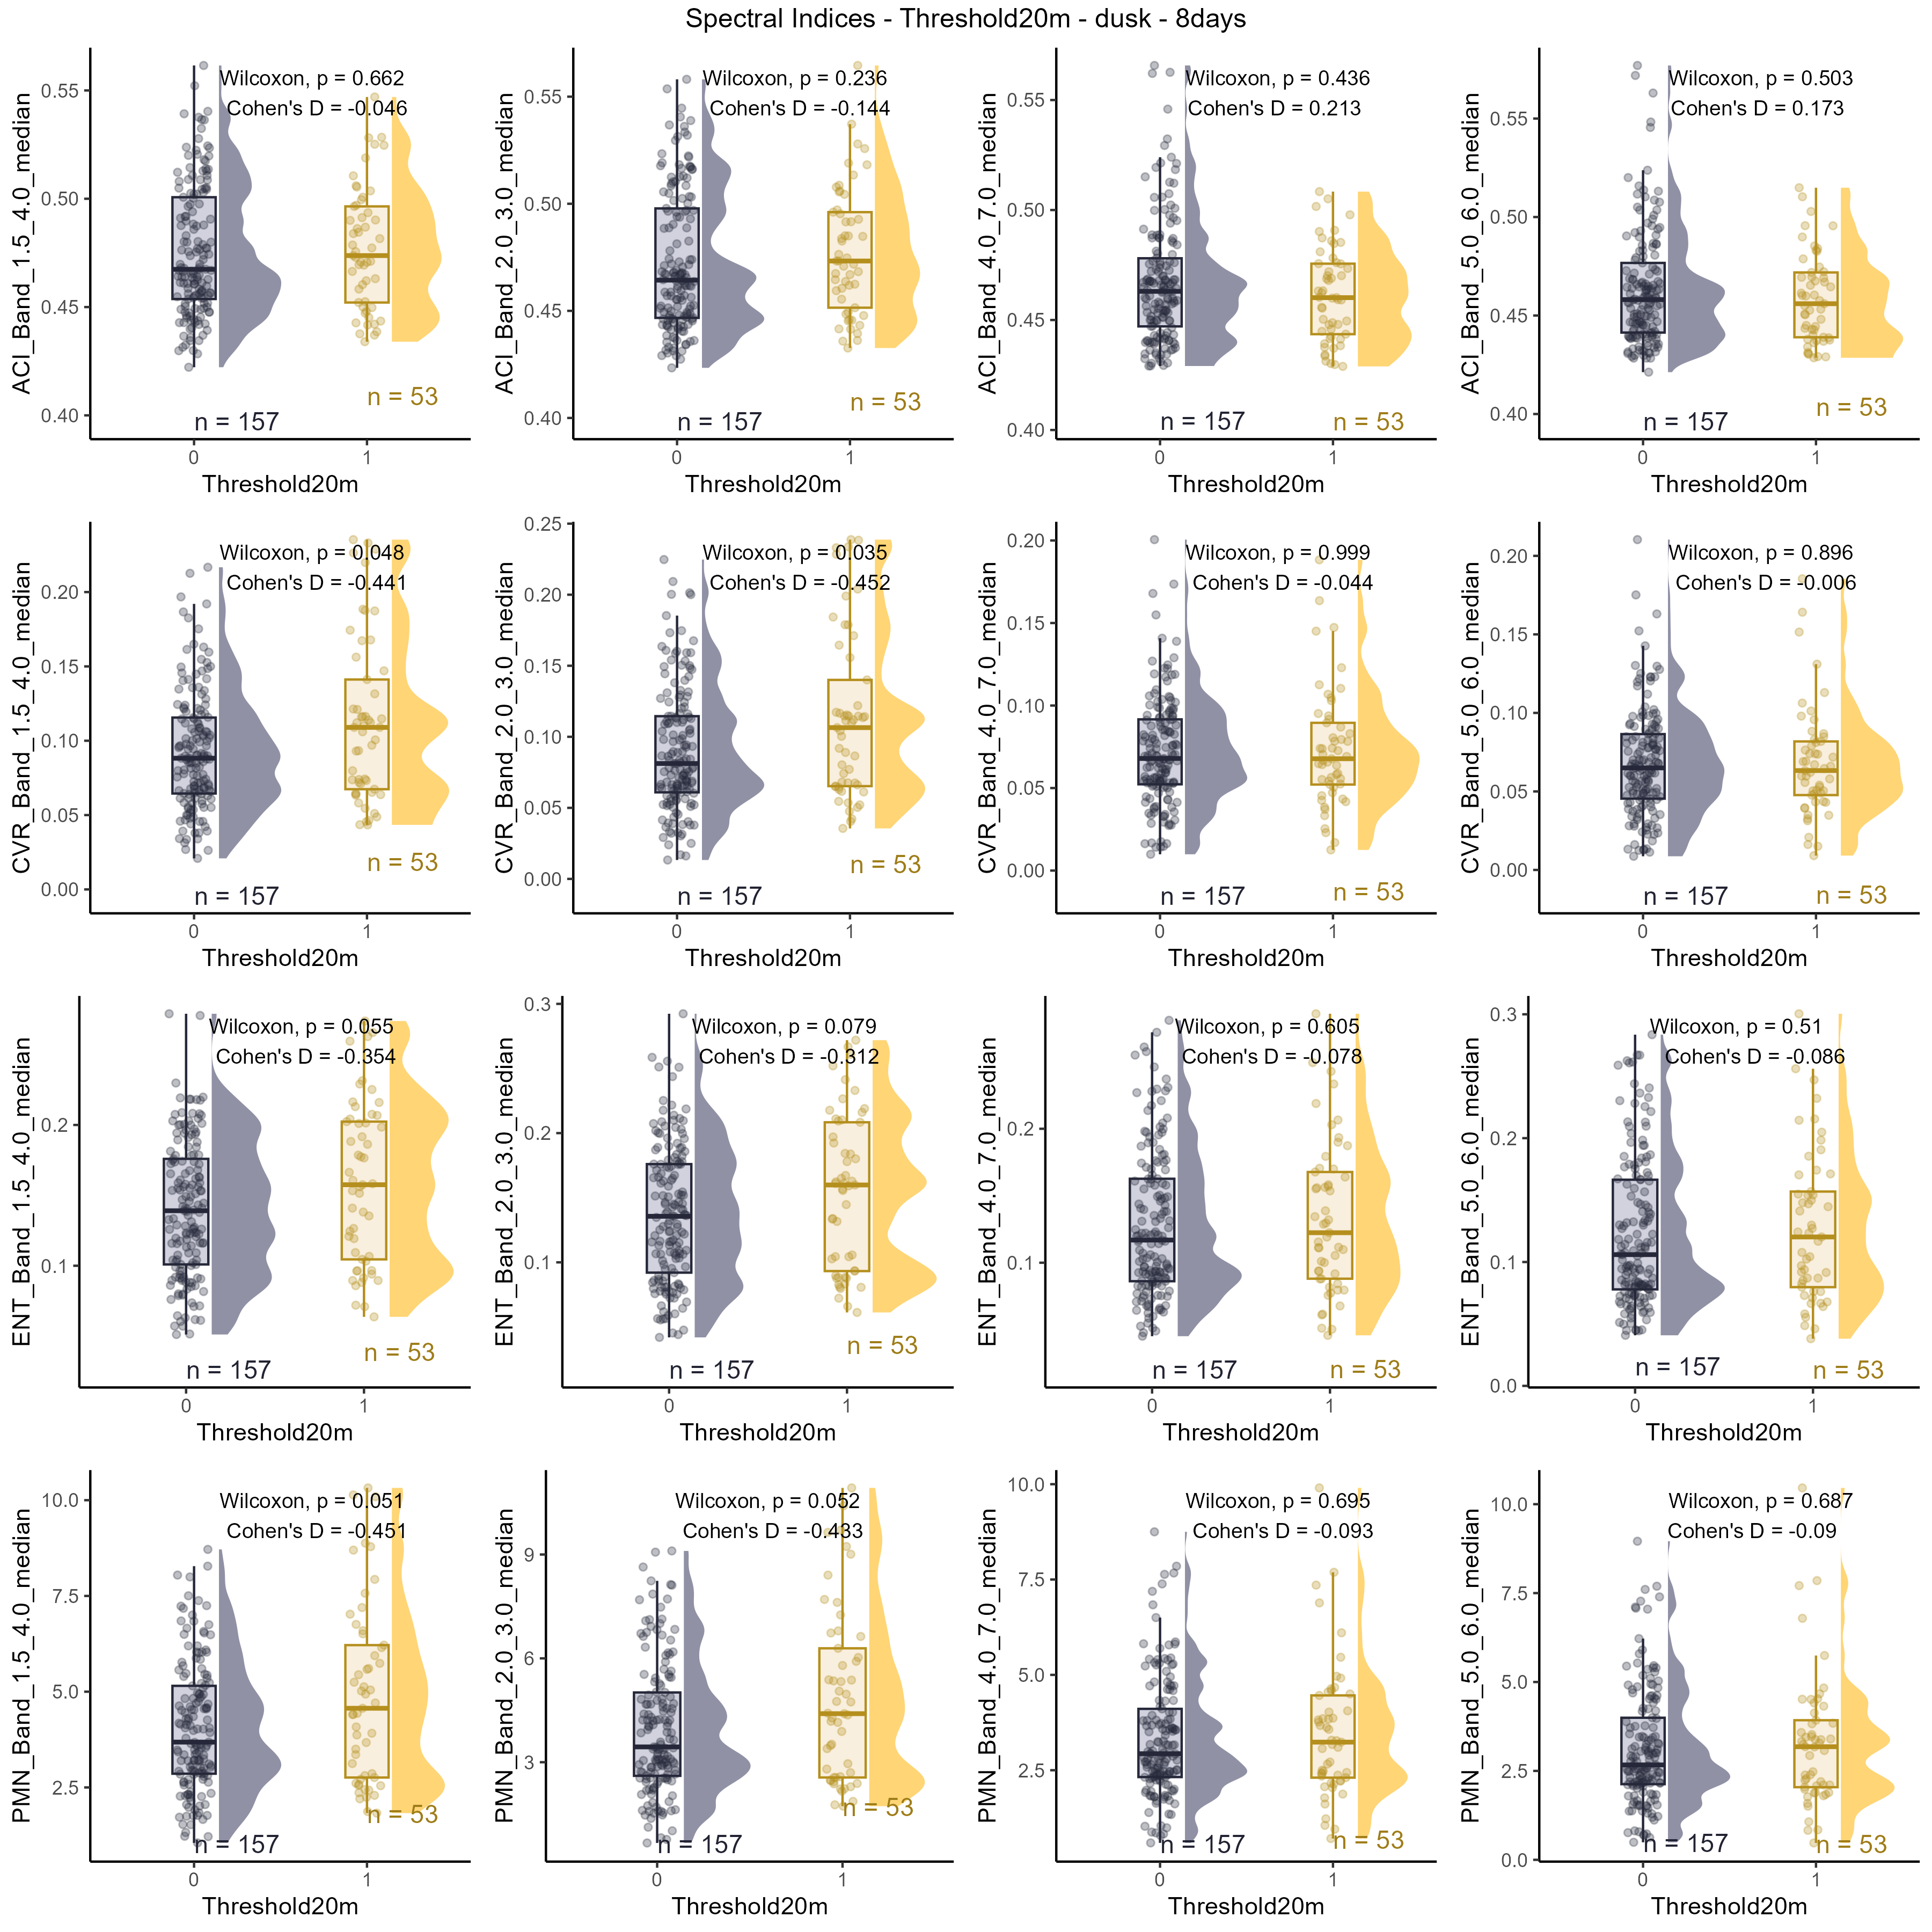 Spectral Indices - Threshold20m - dusk - 8days
ACI_Band_1.5_4.0_median
0.55
0.50
0.45
0.40
Wilcoxon, p = 0.662
Cohen's D = -0.046
n = 157
n = 53
0
1
Threshold20m
ACI_Band_2.0_3.0_median
0.55
0.50
0.45
0.40
Wilcoxon, p = 0.236
Cohen's D = -0.144
n = 157
n = 53
0
1
Threshold20m
ACI_Band_4.0_7.0_median
0.55
0.50
0.45
0.40
Wilcoxon, p = 0.436
Cohen's D = 0.213
n = 157
n = 53
0
1
Threshold20m
ACI_Band_5.0_6.0_median
0.55
0.50
0.45
0.40
Wilcoxon, p = 0.503
Cohen's D = 0.173
n = 157
n = 53
0
1
Threshold20m
CVR_Band_1.5_4.0_median
0.20
0.15
0.10
0.05
0.00
Wilcoxon, p = 0.048
Cohen's D = -0.441
n = 157
n = 53
0
1
Threshold20m
CVR_Band_2.0_3.0_median
0.25
0.20
0.15
0.10
0.05
0.00
Wilcoxon, p = 0.035
Cohen's D = -0.452
n = 157
n = 53
0
1
Threshold20m
CVR_Band_4.0_7.0_median
0.20
0.15
0.10
0.05
0.00
Wilcoxon, p = 0.999
Cohen's D = -0.044
n = 157
n = 53
0
1
Threshold20m
CVR_Band_5.0_6.0_median
0.20
0.15
0.10
0.05
0.00
Wilcoxon, p = 0.896
Cohen's D = -0.006
n = 157
n = 53
0
1
Threshold20m
ENT_Band_1.5_4.0_median
0.2
0.1
Wilcoxon, p = 0.055
Cohen's D = -0.354
n = 157
n = 53
0
1
Threshold20m
ENT_Band_2.0_3.0_median
0.3
0.2
0.1
Wilcoxon, p = 0.079
Cohen's D = -0.312
n = 157
n = 53
0
1
Threshold20m
ENT_Band_4.0_7.0_median
0.2
0.1
Wilcoxon, p = 0.605
Cohen's D = -0.078
n = 157
n = 53
0
1
Threshold20m
ENT_Band_5.0_6.0_median
0.3
0.2
0.1
0.0
Wilcoxon, p = 0.51
Cohen's D = -0.086
n = 157
n = 53
0
1
Threshold20m
PMN_Band_1.5_4.0_median
10.0
7.5
5.0
2.5
Wilcoxon, p = 0.051
Cohen's D = -0.451
n = 157
n = 53
0
1
Threshold20m
PMN_Band_2.0_3.0_median
9
6
3
Wilcoxon, p = 0.052
Cohen's D = -0.433
n = 157
n = 53
0
1
Threshold20m
PMN_Band_4.0_7.0_median
10.0
7.5
5.0
2.5
Wilcoxon, p = 0.695
Cohen's D = -0.093
n = 157
n = 53
0
1
Threshold20m
PMN_Band_5.0_6.0_median
10.0
7.5
5.0
2.5
0.0
Wilcoxon, p = 0.687
Cohen's D = -0.09
n = 157
n = 53
0
1
Threshold20m